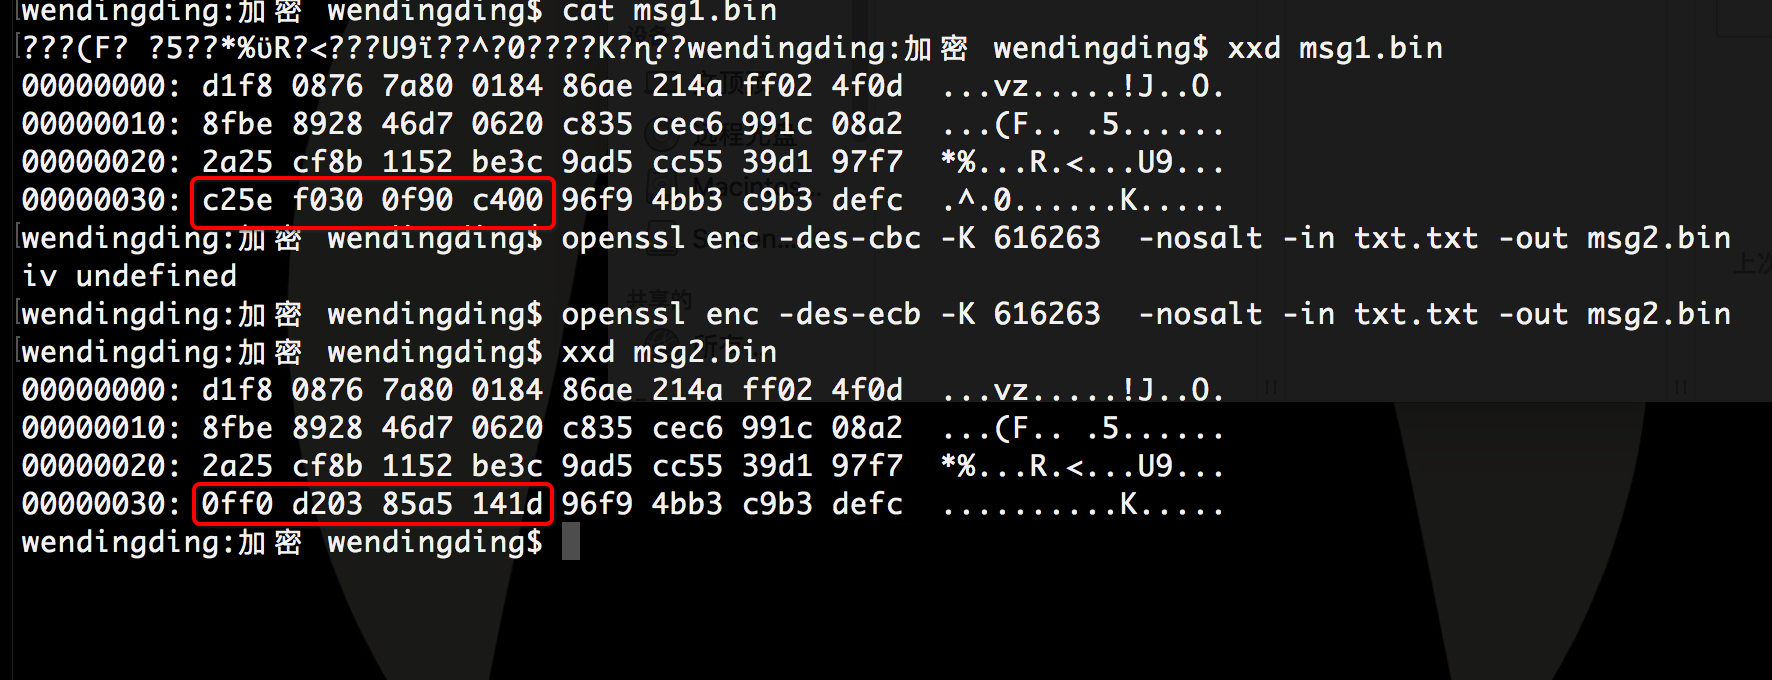 wendingding:加密 wendingding$ cat msg1.bin
???(F? ?5??*%ϋR?<???U9ï??^?0????K?ɳ??wendingding:加密 wendingding$ xxd msg1.bin
00000000: d1f8 0876 7a80 0184 86ae 214a ff02 4f0d  ...vz.....!J..O.
00000010: 8fbe 8928 46d7 0620 c835 cec6 991c 08a2  ...(F.. .5......
00000020: 2a25 cf8b 1152 be3c 9ad5 cc55 39d1 97f7  *%...R.<...U9...
00000030: c25e f030 0f90 c400 96f9 4bb3 c9b3 defc  .^.0......K.....
wendingding:加密 wendingding$ openssl enc -des-cbc -K 616263  -nosalt -in txt.txt -out msg2.bin
iv undefined
wendingding:加密 wendingding$ openssl enc -des-ecb -K 616263  -nosalt -in txt.txt -out msg2.bin
wendingding:加密 wendingding$ xxd msg2.bin
00000000: d1f8 0876 7a80 0184 86ae 214a ff02 4f0d  ...vz.....!J..O.
00000010: 8fbe 8928 46d7 0620 c835 cec6 991c 08a2  ...(F.. .5......
00000020: 2a25 cf8b 1152 be3c 9ad5 cc55 39d1 97f7  *%...R.<...U9...
00000030: 0ff0 d203 85a5 141d 96f9 4bb3 c9b3 defc  ..........K.....
wendingding:加密 wendingding$